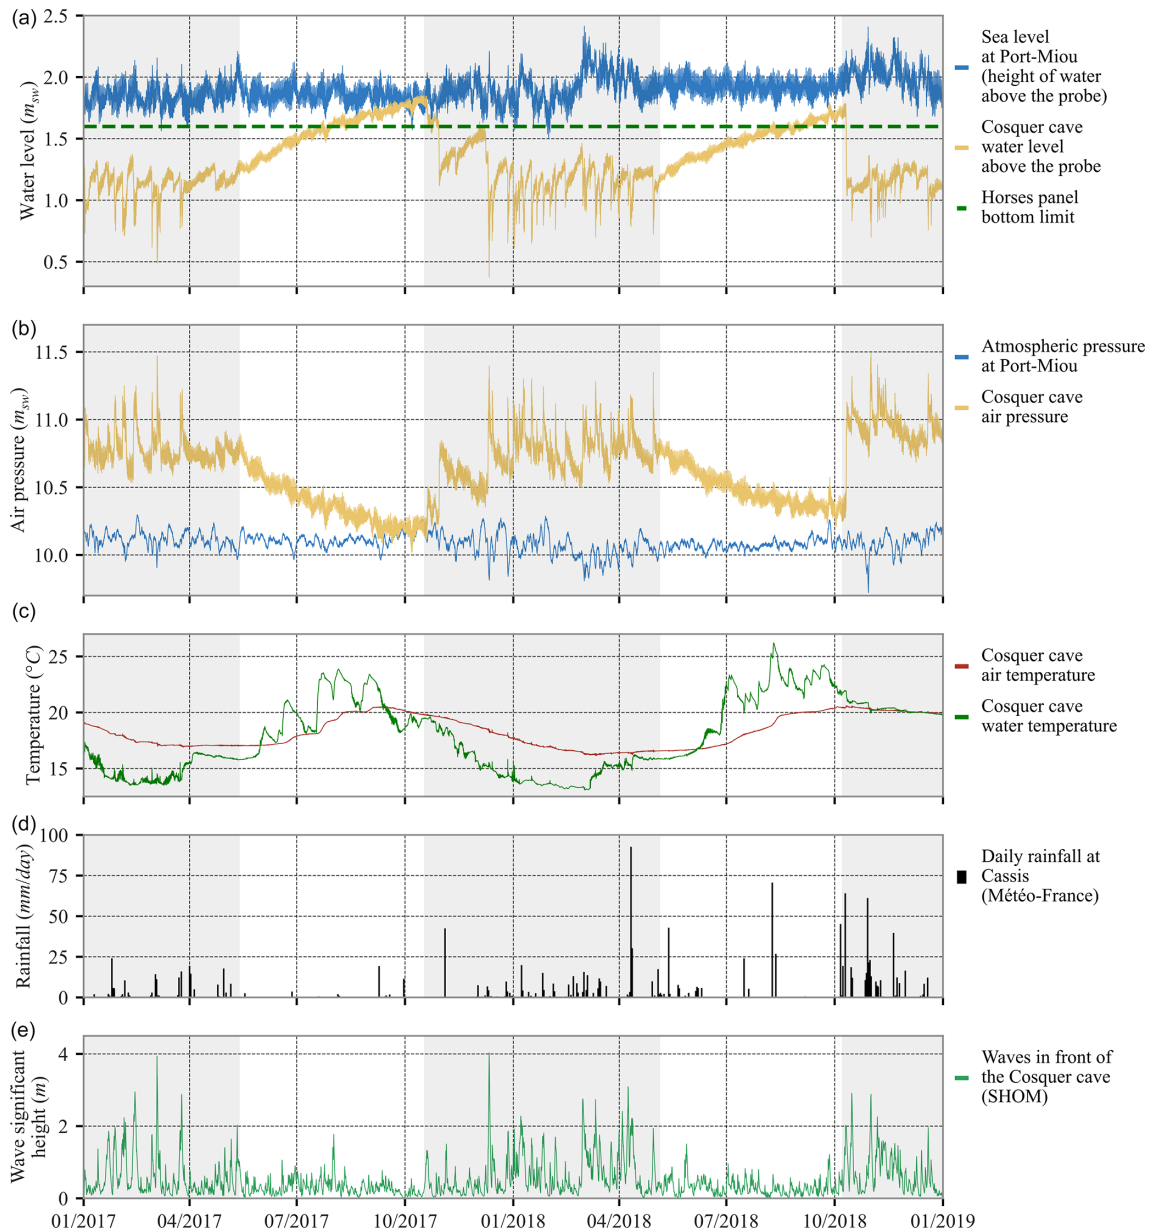 (a)
2.5
2.0
1.5
1.0
0.5
Water level (m_sw)
Sea level
at Port-Miou
(height of water
above the probe)
Cosquer cave
water level
above the probe
Horses panel
bottom limit
(b)
11.5
11.0
10.5
10.0
Air pressure (m_sw)
Atmospheric pressure
at Port-Miou
Cosquer cave
air pressure
(c)
25
20
15
Temperature (°C)
Cosquer cave
air temperature
Cosquer cave
water temperature
(d)
100
75
50
25
0
Rainfall (mm/day)
Daily rainfall at
Cassis
(Météo-France)
(e)
4
2
0
Wave significant
height (m)
Waves in front of
the Cosquer cave
(SHOM)
01/2017 04/2017 07/2017 10/2017 01/2018 04/2018 07/2018 10/2018 01/2019